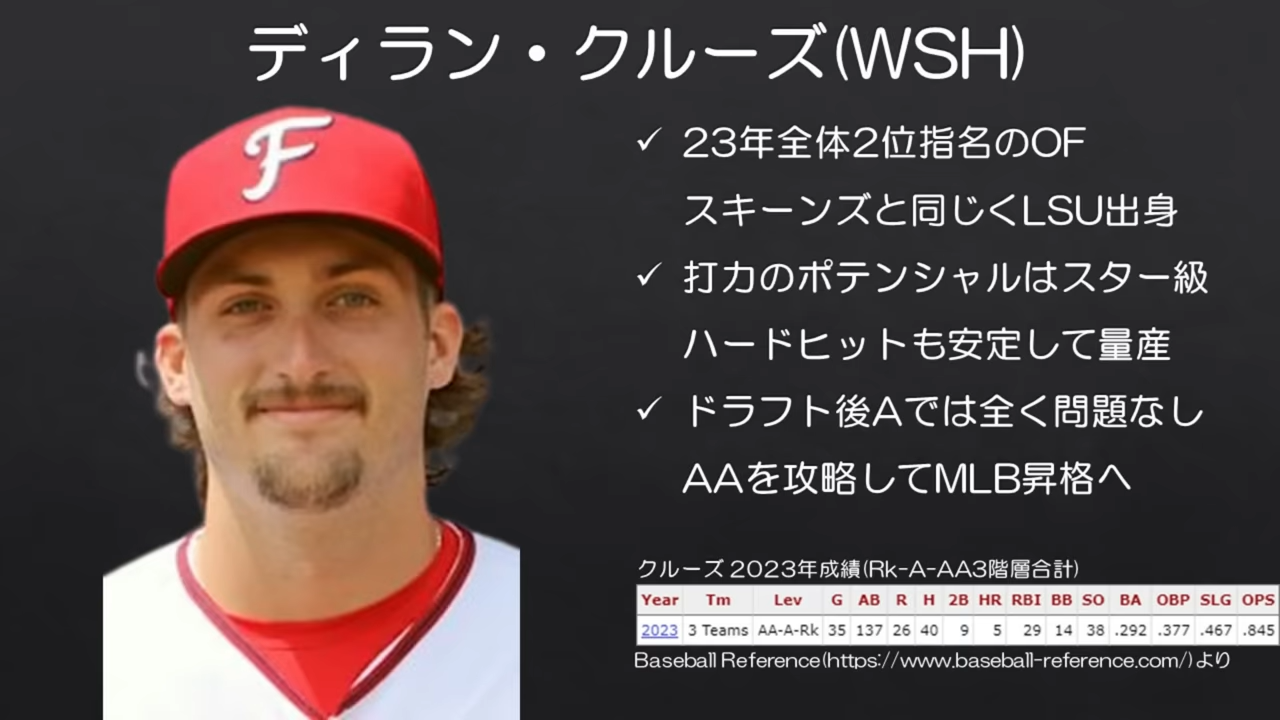 ディラン・クルーズ(WSH)
F
✓ 23年全体2位指名のOF
スキーンズと同じくLSU出身
✓ 打力のポテンシャルはスター級
ハードヒットも安定して量産
✓ ドラフト後Aでは全く問題なし
AAを攻略してMLB昇格へ
クルーズ 2023年成績(Rk-A-AA3階層合計)
Year Tm Lev G AB R H 2B HR RBI BB SO BA OBP SLG OPS
2023 3 Teams AA-A-Rk 35 137 26 40 9 5 29 14 38 .292 .377 .467 .845
Baseball Reference(https://www.baseball-reference.com/)より